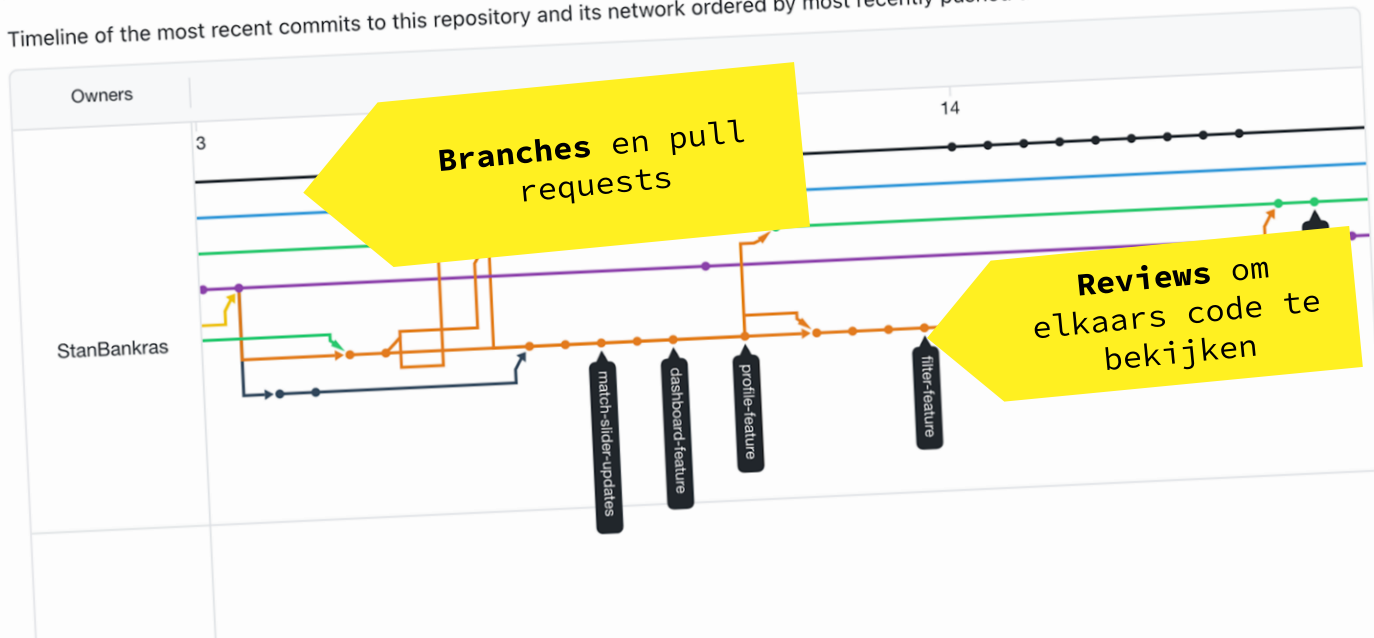 Timeline of the most recent commits to this repository and its network ordered by most recently pushed
Owners
3
14
Branches en pull
requests
Reviews om
elkaars code te
bekijken
StanBankras
match-slider-updates
dashboard-feature
profile-feature
filter-feature